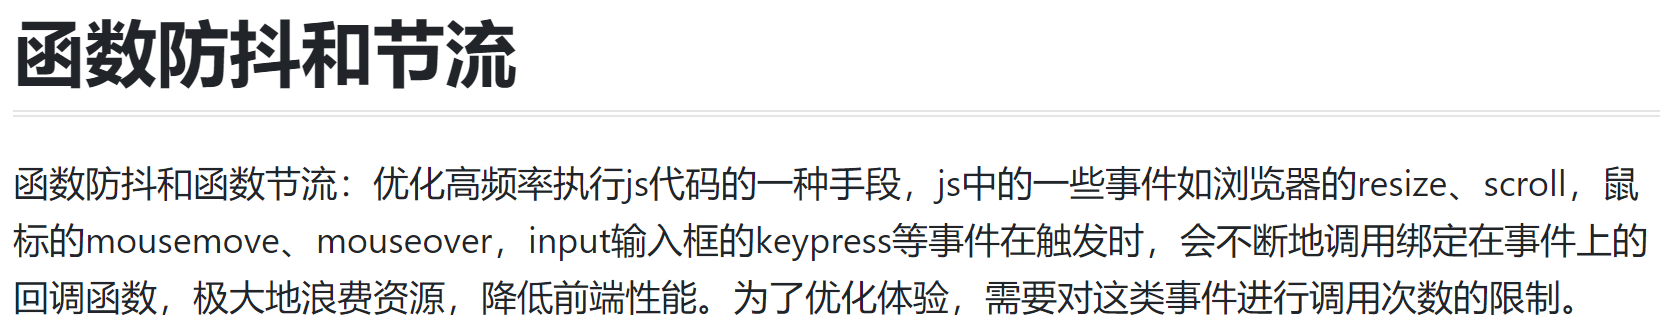 函数防抖和节流
函数防抖和函数节流：优化高频率执行js代码的一种手段，js中的一些事件如浏览器的resize、scroll，鼠
标的mousemove、mouseover，input输入框的keypress等事件在触发时，会不断地调用绑定在事件上的
回调函数，极大地浪费资源，降低前端性能。为了优化体验，需要对这类事件进行调用次数的限制。